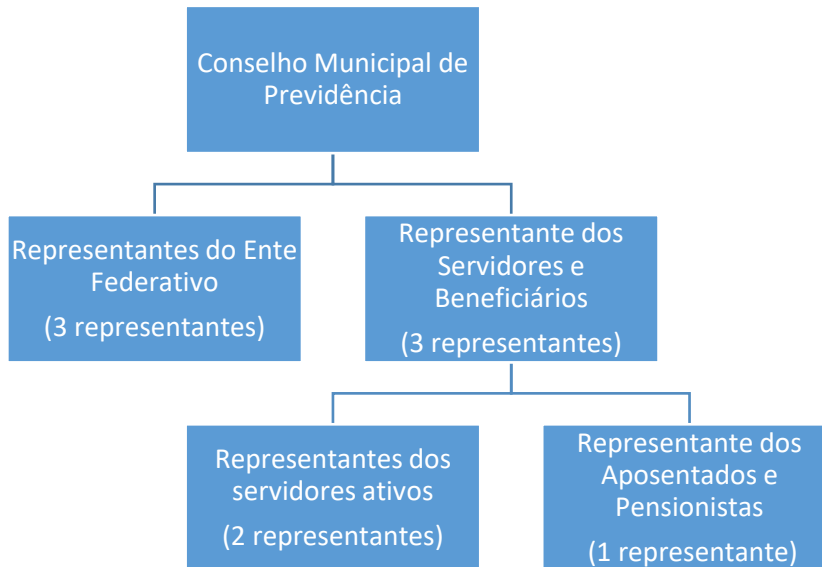 Conselho Municipal de
Previdência
Representantes do Ente
Federativo
(3 representantes)
Representante dos
Servidores e
Beneficiários
(3 representantes)
Representantes dos
servidores ativos
(2 representantes)
Representante dos
Aposentados e
Pensionistas
(1 representante)